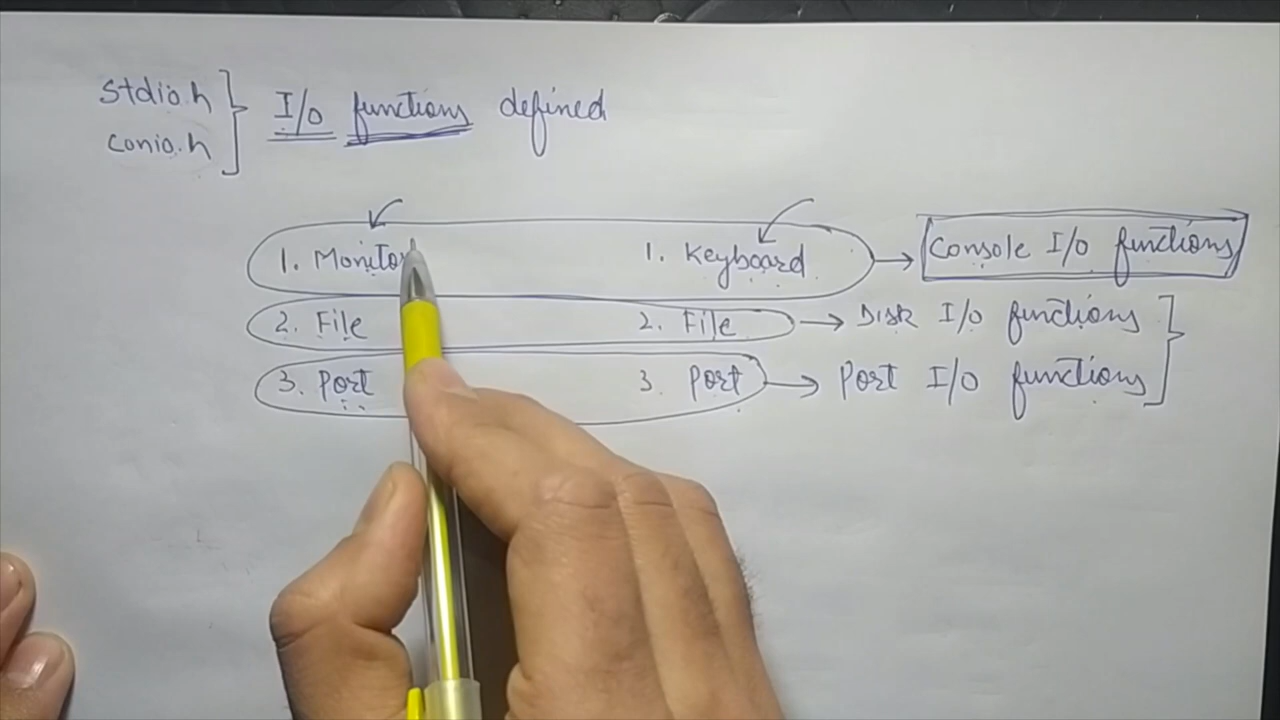 stdio.h
conio.h
I/O functions defined
1. Monitor 1. Keyboard → Console I/O functions
2. File 2. File → Disk I/O functions
3. Port 3. Port → Port I/O functions